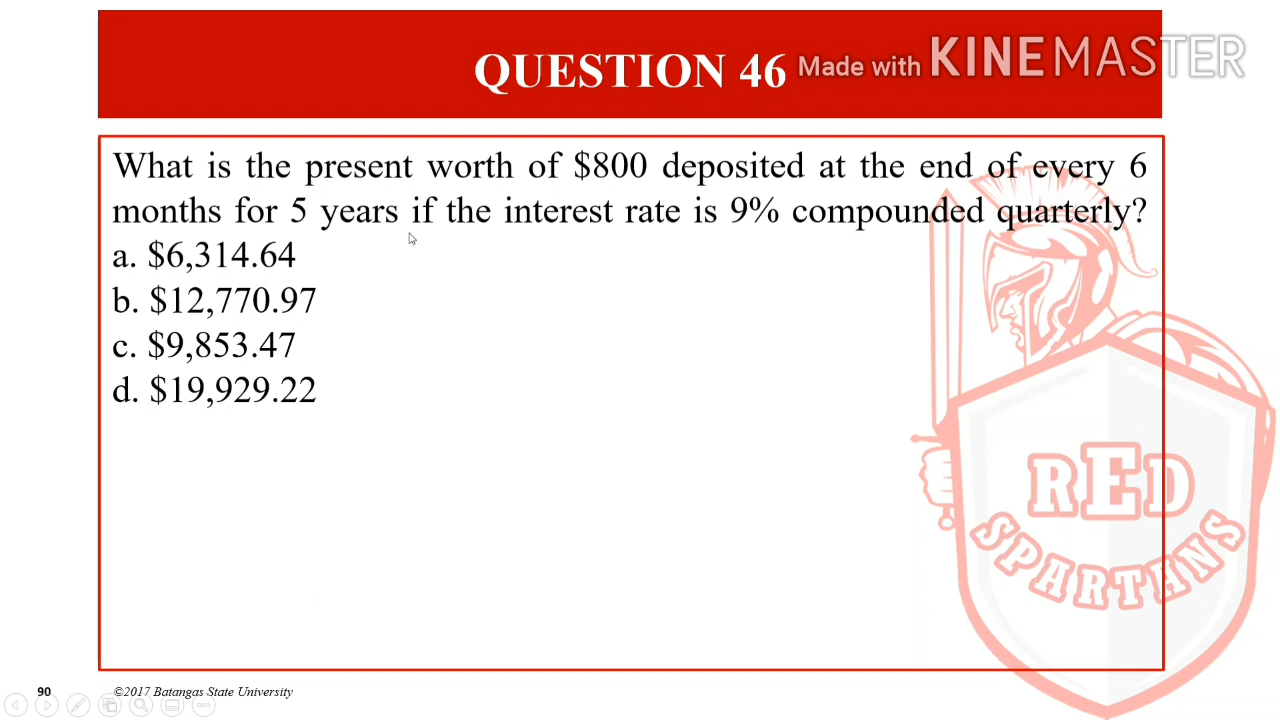 QUESTION 46
Made with KINEMASTER
What is the present worth of $800 deposited at the end of every 6
months for 5 years if the interest rate is 9% compounded quarterly?
a. $6,314.64
b. $12,770.97
c. $9,853.47
d. $19,929.22
RED
SPARTANS
90
©2017 Batangas State University